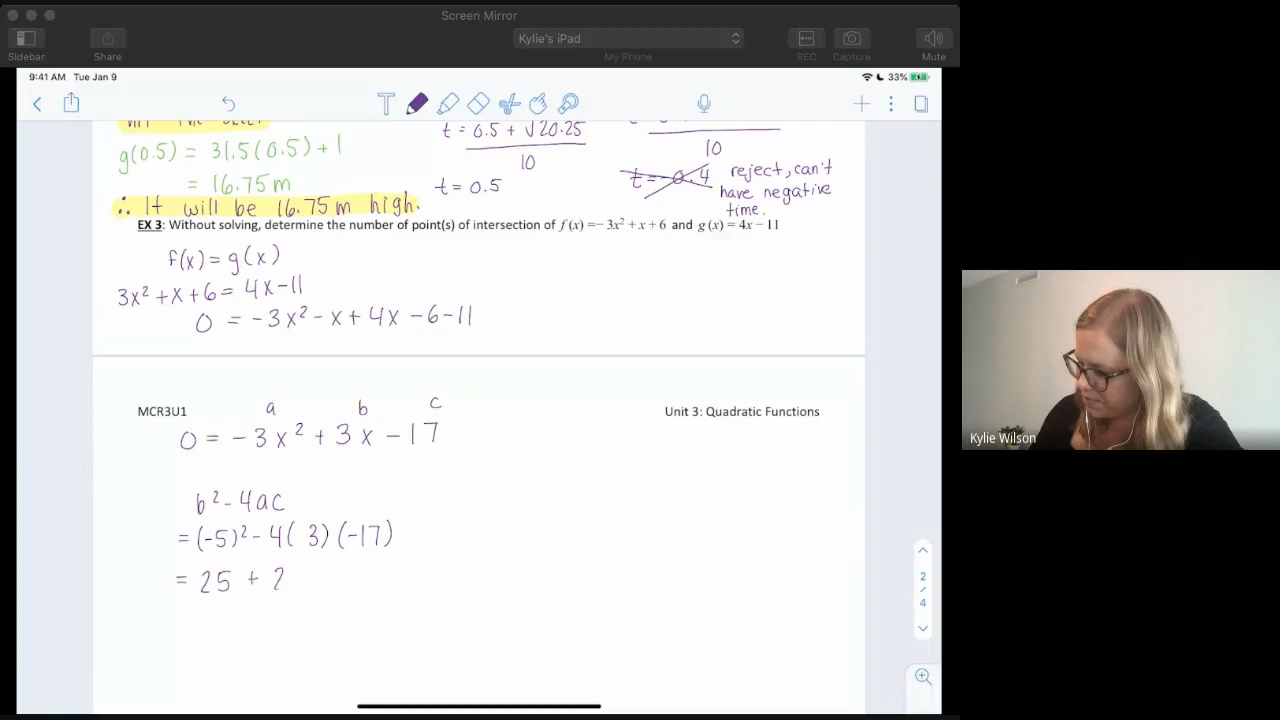 Screen Mirror
Sidebar
Share
Kylie's iPad
My Phone
REC
Capture
Mute
9:41 AM Tue Jan 9
33%
g(0.5) = 31.5(0.5) + 1
= 16.75 m
∴ It will be 16.75 m high.
t = 0.5 + √20.25
10
t = 0.5
10
t = -0.4
reject, can't
have negative
time.
EX 3: Without solving, determine the number of point(s) of intersection of f(x) = −3x² + x + 6 and g(x) = 4x − 11
f(x) = g(x)
3x² + x + 6 = 4x - 11
0 = -3x² - x + 4x - 6 - 11
MCR3U1
Unit 3: Quadratic Functions
a b c
0 = -3x² + 3x - 17
b² - 4ac
= (-5)² - 4( 3)(-17)
= 25 + 2
2
/
4
Kylie Wilson